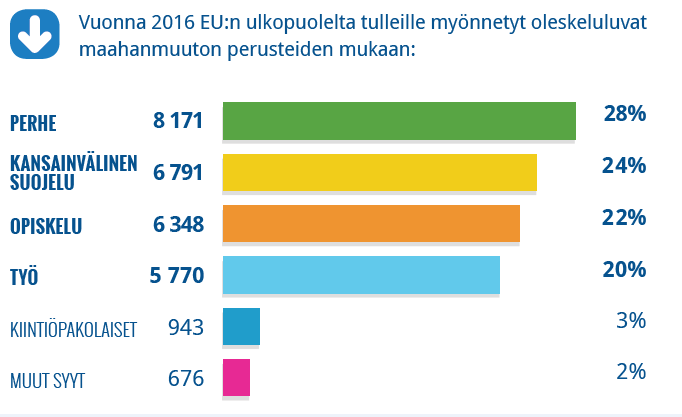 Vuonna 2016 EU:n ulkopuolelta tulleille myönnetyt oleskeluluvat
maahanmuuton perusteiden mukaan:
PERHE 8 171 28%
KANSAINVÄLINEN
SUOJELU 6 791 24%
OPISKELU 6 348 22%
TYÖ 5 770 20%
KIINTIÖPAKOLAISET 943 3%
MUUT SYYT 676 2%